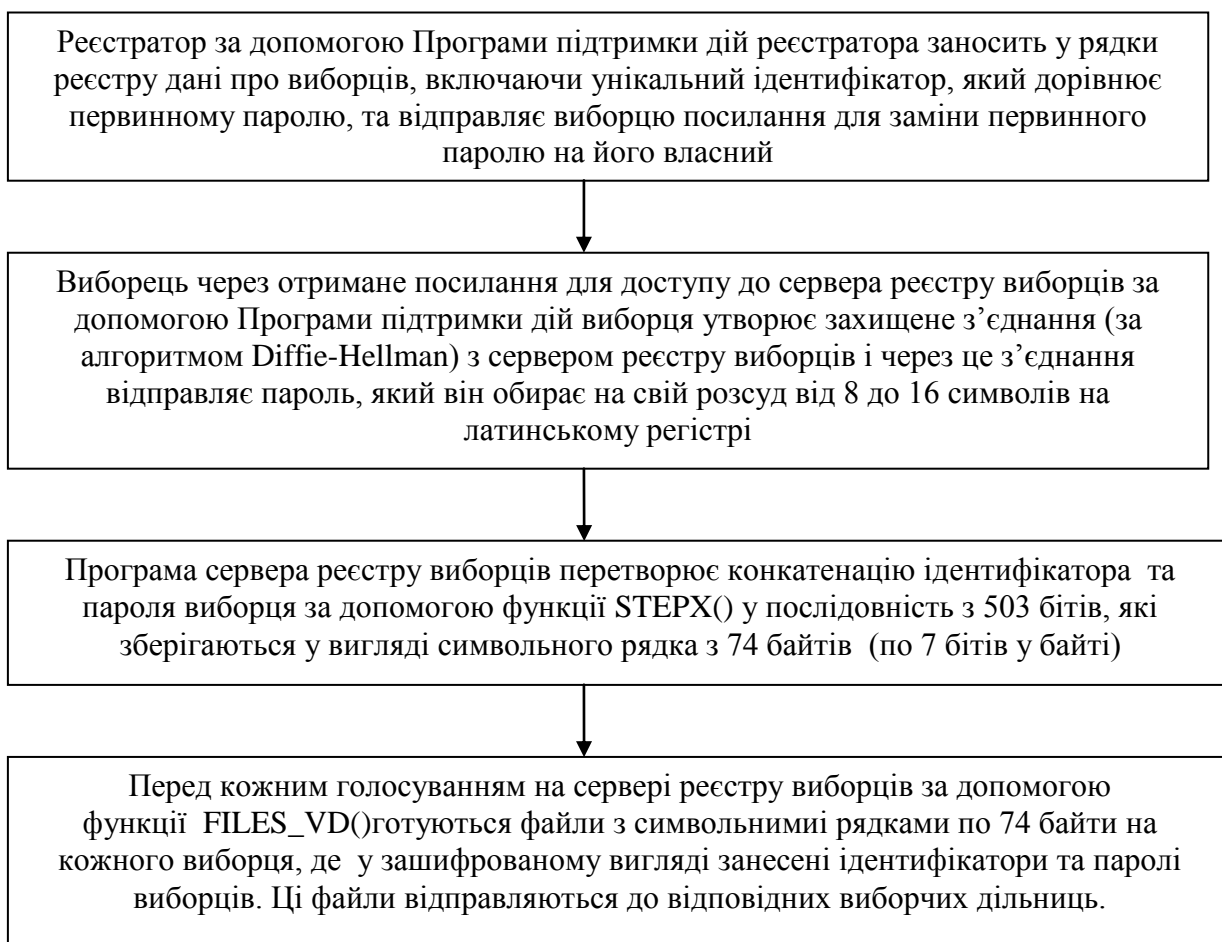 Реєстратор за допомогою Програми підтримки дій реєстратора заносить у рядки
реєстру дані про виборців, включаючи унікальний ідентифікатор, який дорівнює
первинному паролю, та відправляє виборцю посилання для заміни первинного
паролю на його власний
Виборець через отримане посилання для доступу до сервера реєстру виборців за
допомогою Програми підтримки дій виборця утворює захищене з’єднання (за
алгоритмом Diffie-Hellman) з сервером реєстру виборців і через це з’єднання
відправляє пароль, який він обирає на свій розсуд від 8 до 16 символів на
латинському регістрі
Програма сервера реєстру виборців перетворює конкатенацію ідентифікатора та
пароля виборця за допомогою функції STEPX() у послідовність з 503 бітів, які
зберігаються у вигляді символьного рядка з 74 байтів (по 7 бітів у байті)
Перед кожним голосуванням на сервері реєстру виборців за допомогою
функції FILES_VD()готуються файли з символьнимиі рядками по 74 байти на
кожного виборця, де у зашифрованому вигляді занесені ідентифікатори та паролі
виборців. Ці файли відправляються до відповідних виборчих дільниць.